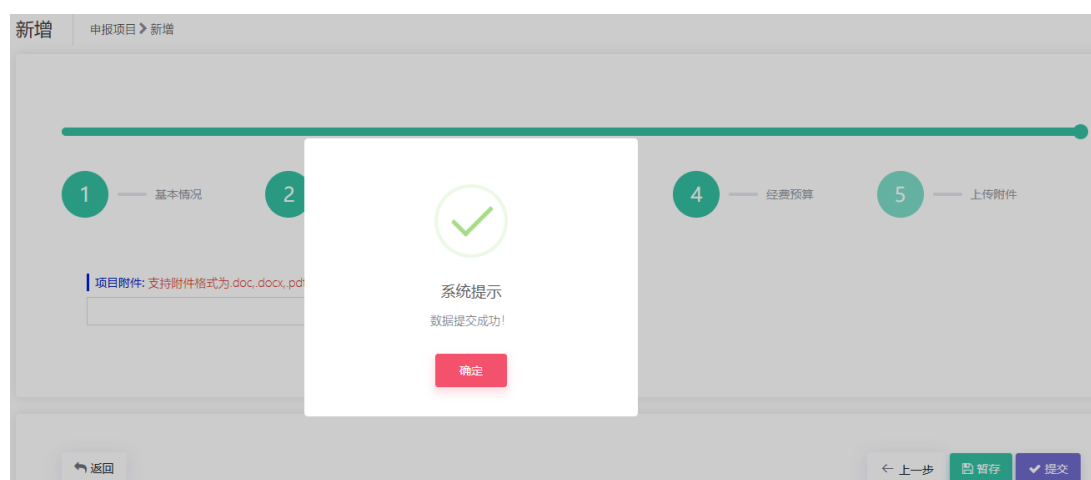 新增 申报项目 新增
1 基本情况 2 4 经费预算 5 上传附件
项目附件: 支持附件格式为.doc,.docx,.pd
系统提示
数据提交成功!
确定
返回 上一步 暂存 提交